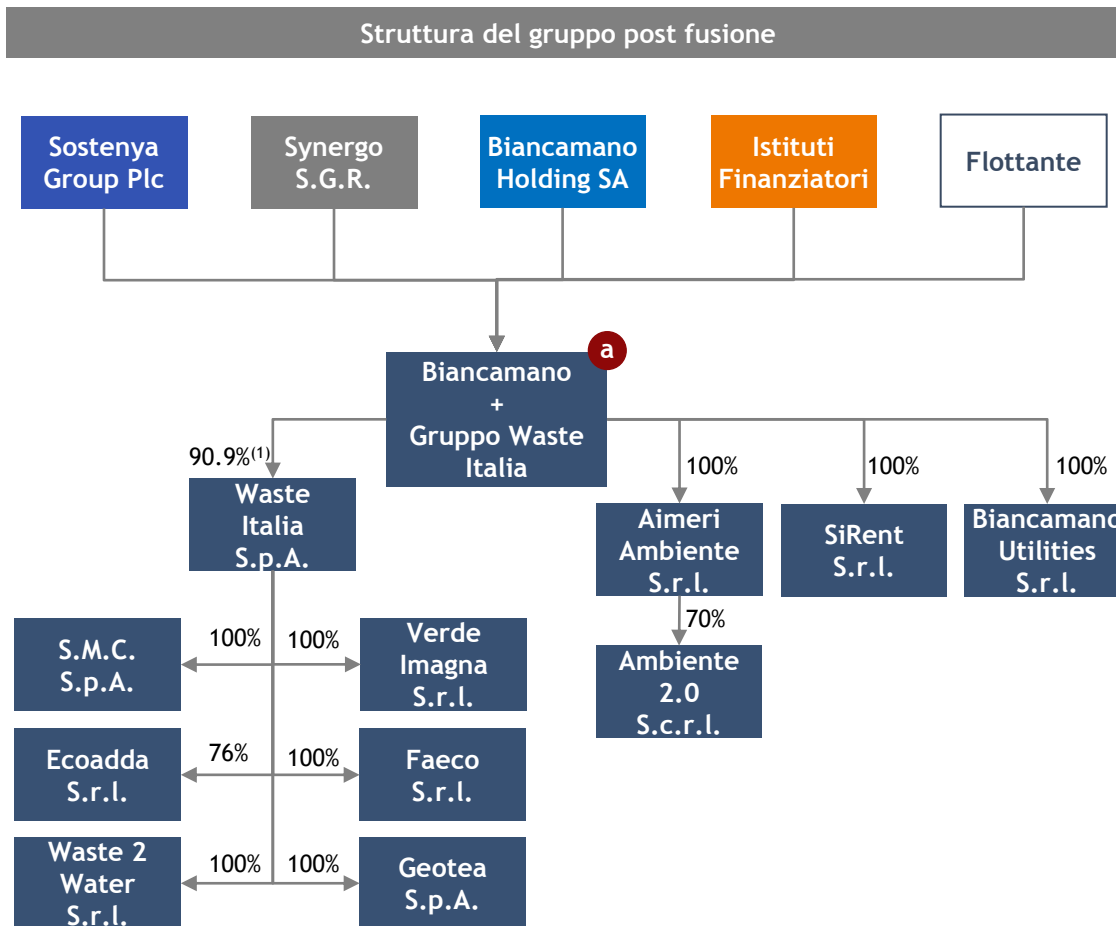 Struttura del gruppo post fusione
Sostenya
Group Plc
Synergo
S.G.R.
Biancamano
Holding SA
Istituti
Finanziatori
Flottante
a
Biancamano
+
Gruppo Waste
Italia
90.9%(1)
100%
100%
100%
Waste
Italia
S.p.A.
Aimeri
Ambiente
S.r.l.
SiRent
S.r.l.
Biancamano
Utilities
S.r.l.
70%
Ambiente
2.0
S.c.r.l.
S.M.C.
S.p.A.
100%
100%
Verde
Imagna
S.r.l.
Ecoadda
S.r.l.
76%
100%
Faeco
S.r.l.
Waste 2
Water
S.r.l.
100%
100%
Geotea
S.p.A.